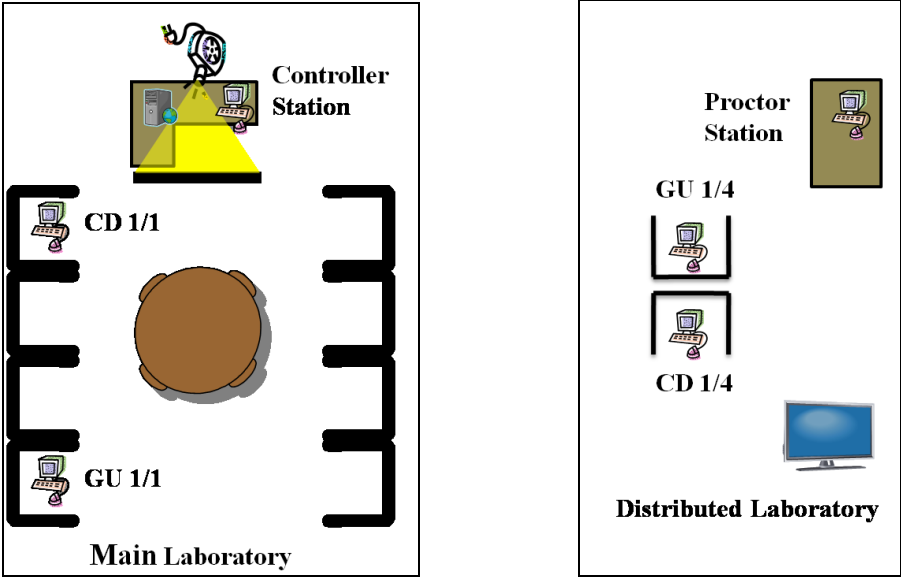 Controller
Station
CD 1/1
GU 1/1
Main Laboratory
Proctor
Station
GU 1/4
CD 1/4
Distributed Laboratory